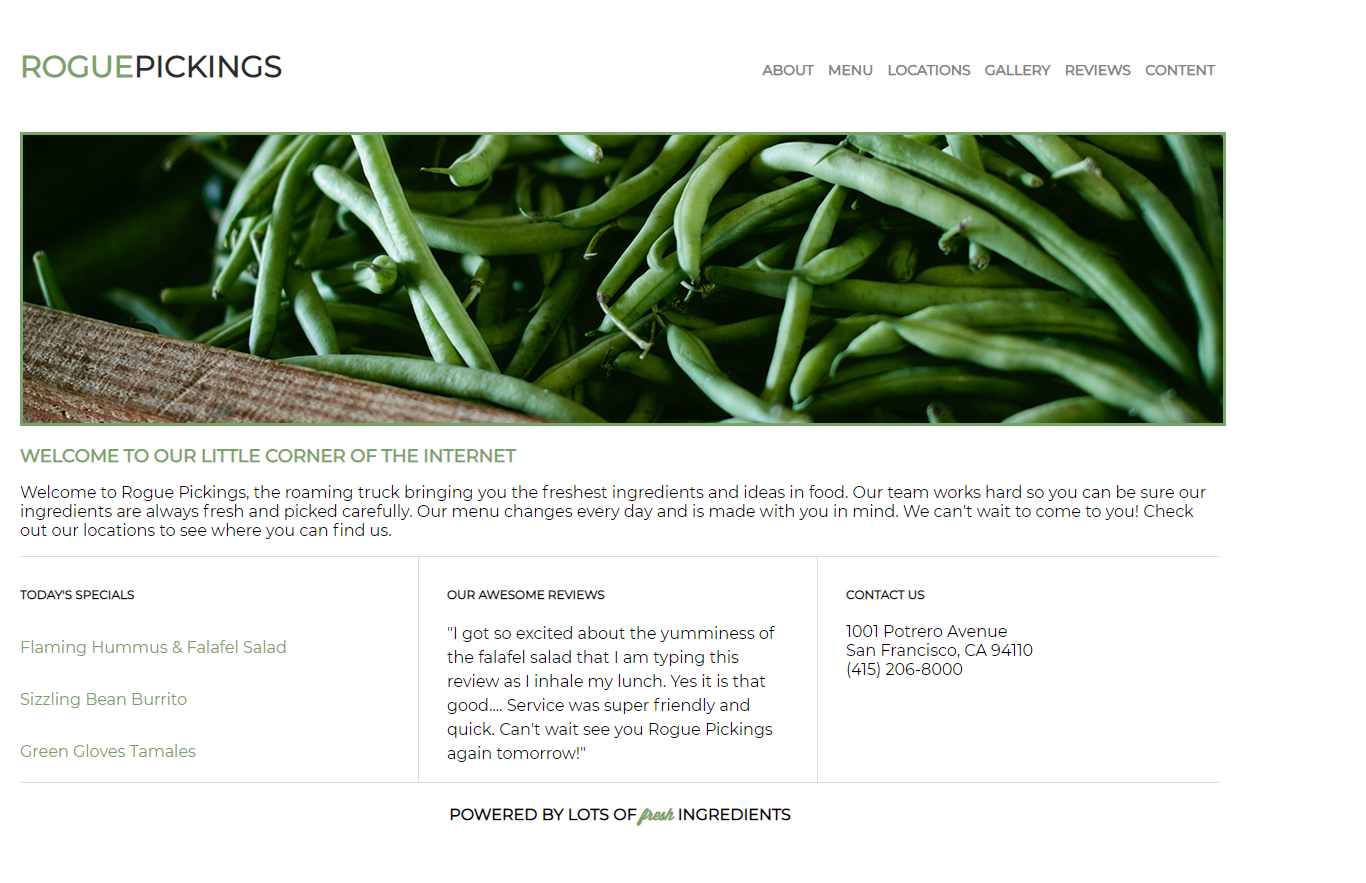 ROGUEPICKINGS
ABOUT MENU LOCATIONS GALLERY REVIEWS CONTENT
WELCOME TO OUR LITTLE CORNER OF THE INTERNET
Welcome to Rogue Pickings, the roaming truck bringing you the freshest ingredients and ideas in food. Our team works hard so you can be sure our
ingredients are always fresh and picked carefully. Our menu changes every day and is made with you in mind. We can't wait to come to you! Check
out our locations to see where you can find us.
TODAY'S SPECIALS
Flaming Hummus & Falafel Salad
Sizzling Bean Burrito
Green Gloves Tamales
OUR AWESOME REVIEWS
"I got so excited about the yumminess of
the falafel salad that I am typing this
review as I inhale my lunch. Yes it is that
good.... Service was super friendly and
quick. Can't wait see you Rogue Pickings
again tomorrow!"
CONTACT US
1001 Potrero Avenue
San Francisco, CA 94110
(415) 206-8000
POWERED BY LOTS OF fresh INGREDIENTS